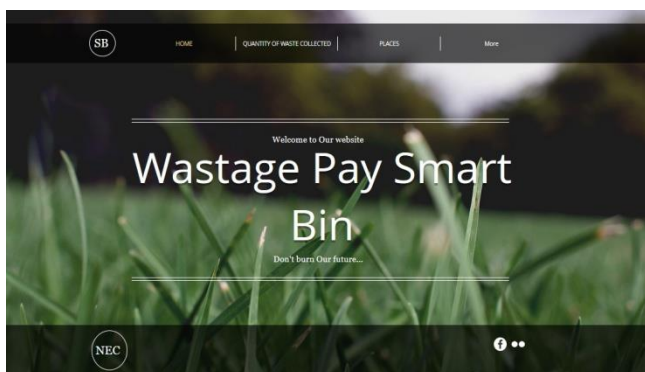 SB
HOME
QUANTITY OF WASTE COLLECTED
PLACES
More
Welcome to Our website
Wastage Pay Smart
Bin
Don't burn Our future...
NEC